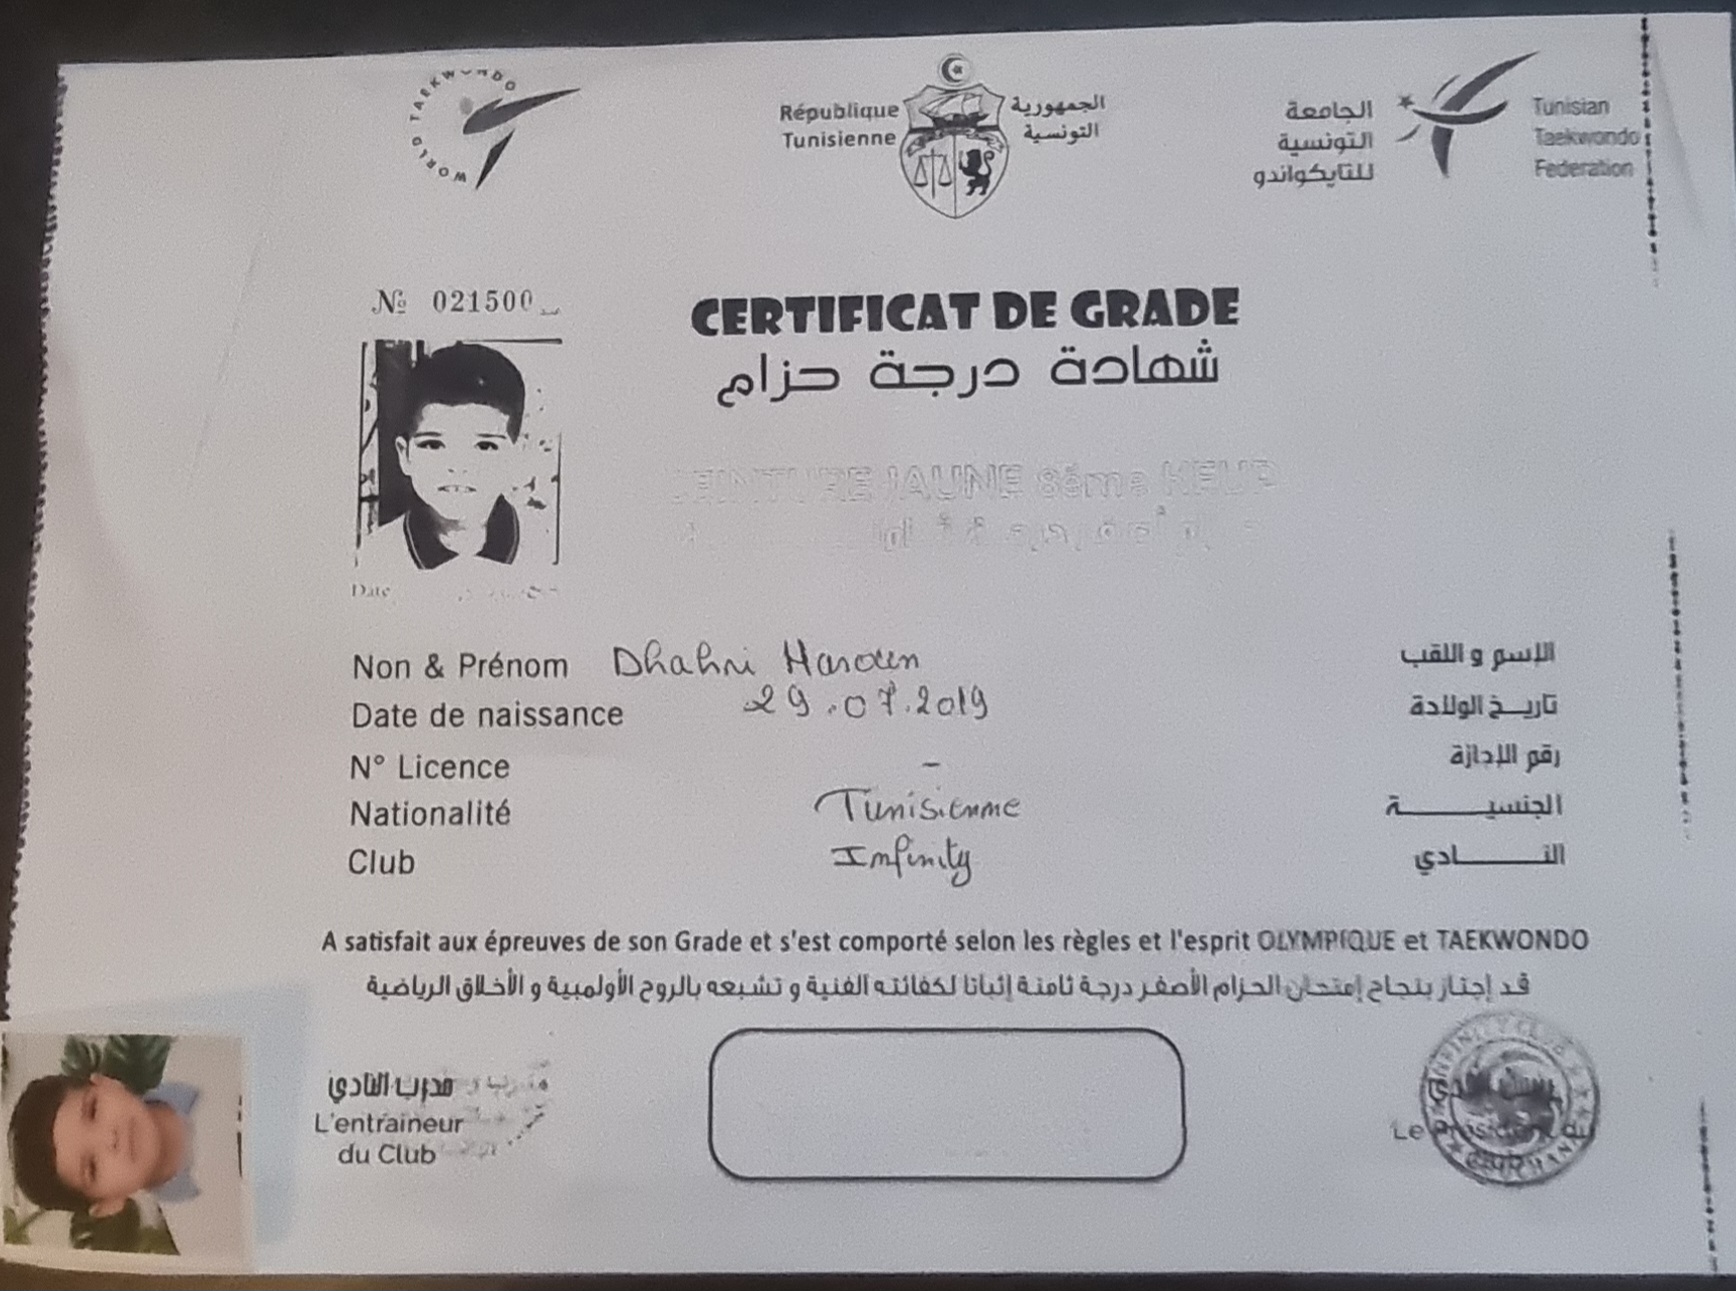 WORLD TAEKWONDO
République
Tunisienne
الجمهورية
التونسية
الجامعة
التونسية
للتايكواندو
Tunisian
Taekwondo
Federation
№ 021500
CERTIFICAT DE GRADE
شهادة درجة حزام
CEINTURE JAUNE 8ème KEUP
Date
Non & Prénom Dhahri Haroun الإسم و اللقب
Date de naissance 29.07.2019 تاريخ الولادة
N° Licence - رقم الإجازة
Nationalité Tunisienne الجنسيــــــة
Club Infinity النــــــادي
A satisfait aux épreuves de son Grade et s'est comporté selon les règles et l'esprit OLYMPIQUE et TAEKWONDO
قد إجتاز بنجاح إمتحان الحزام الأصفر درجة ثامنة إثباتا لكفائته الفنية و تشبعه بالروح الأولمبية و الأخلاق الرياضية
مدرب النادي
L'entraineur
du Club
INFINITY CLUB
Le Président du